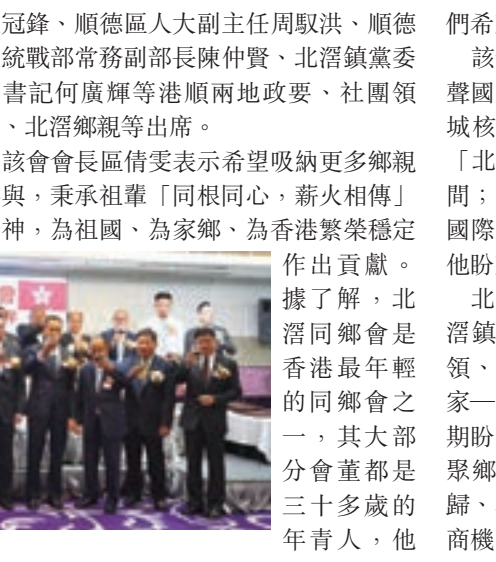 冠鋒、順德區人大副主任周馭洪、順德
統戰部常務副部長陳仲賢、北滘鎮黨委
書記何廣輝等港順兩地政要、社團領
、北滘鄉親等出席。
該會會長區倩雯表示希望吸納更多鄉親
與，秉承祖輩「同根同心，薪火相傳」
神，為祖國、為家鄉、為香港繁榮穩定
作出貢獻。
據了解，北
滘同鄉會是
香港最年輕
的同鄉會之
一，其大部
分會董都是
三十多歲的
年青人，他
們希
該
聲國
城核
「北
間；
國際
他盼
北
滘鎮
領、
家—
期盼
聚鄉
歸、
商機